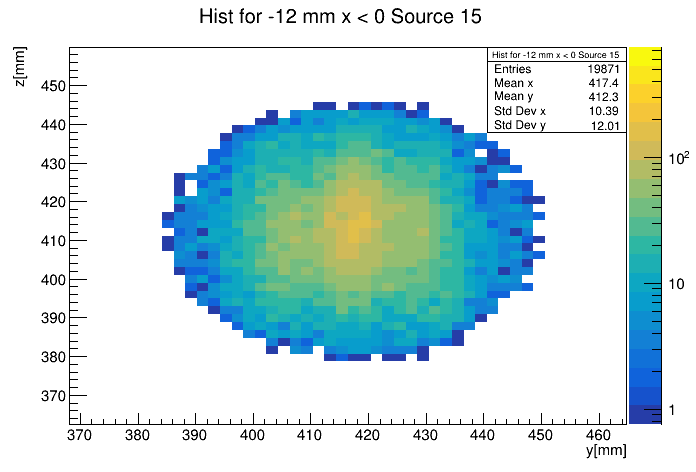 Hist for -12 mm x < 0 Source 15
z[mm]
Hist for -12 mm x < 0 Source 15
Entries 19871
Mean x 417.4
Mean y 412.3
Std Dev x 10.39
Std Dev y 12.01
450
440
430
420
410
400
390
380
370
10²
10
1
370 380 390 400 410 420 430 440 450 460
y[mm]